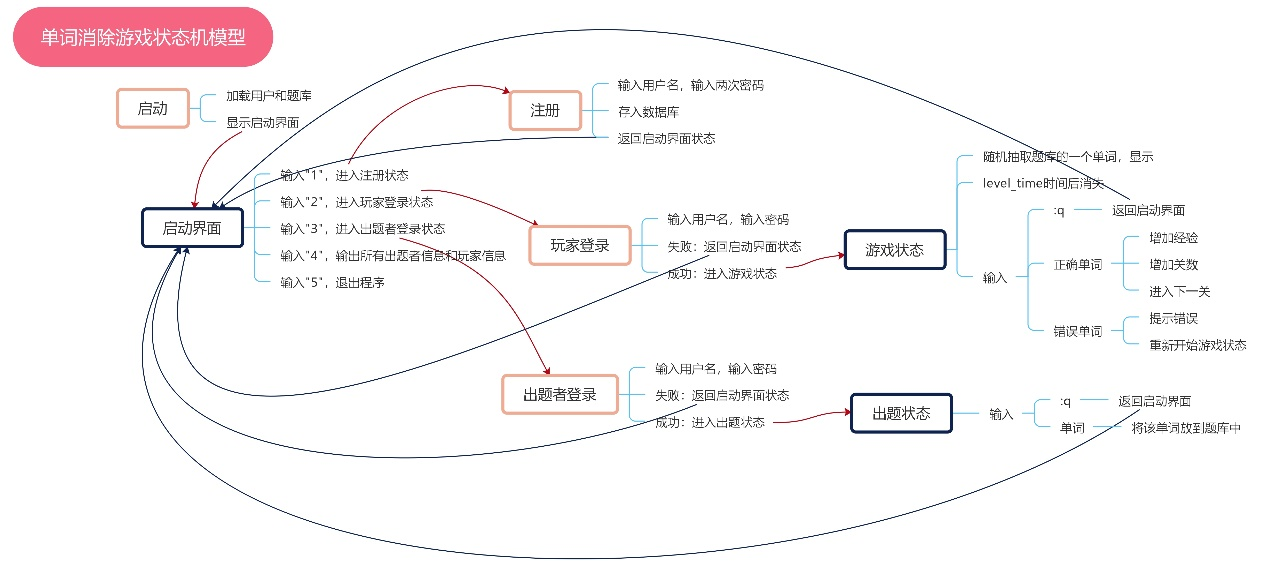 单词消除游戏状态机模型
启动
加载用户和题库
显示启动界面
启动界面
输入"1"，进入注册状态
输入"2"，进入玩家登录状态
输入"3"，进入出题者登录状态
输入"4"，输出所有出题者信息和玩家信息
输入"5"，退出程序
注册
输入用户名，输入两次密码
存入数据库
返回启动界面状态
玩家登录
输入用户名，输入密码
失败：返回启动界面状态
成功：进入游戏状态
游戏状态
随机抽取题库的一个单词，显示
level_time时间后消失
输入
:q
返回启动界面
正确单词
增加经验
增加关数
进入下一关
错误单词
提示错误
重新开始游戏状态
出题者登录
输入用户名，输入密码
失败：返回启动界面状态
成功：进入出题状态
出题状态
输入
:q
返回启动界面
单词
将该单词放到题库中